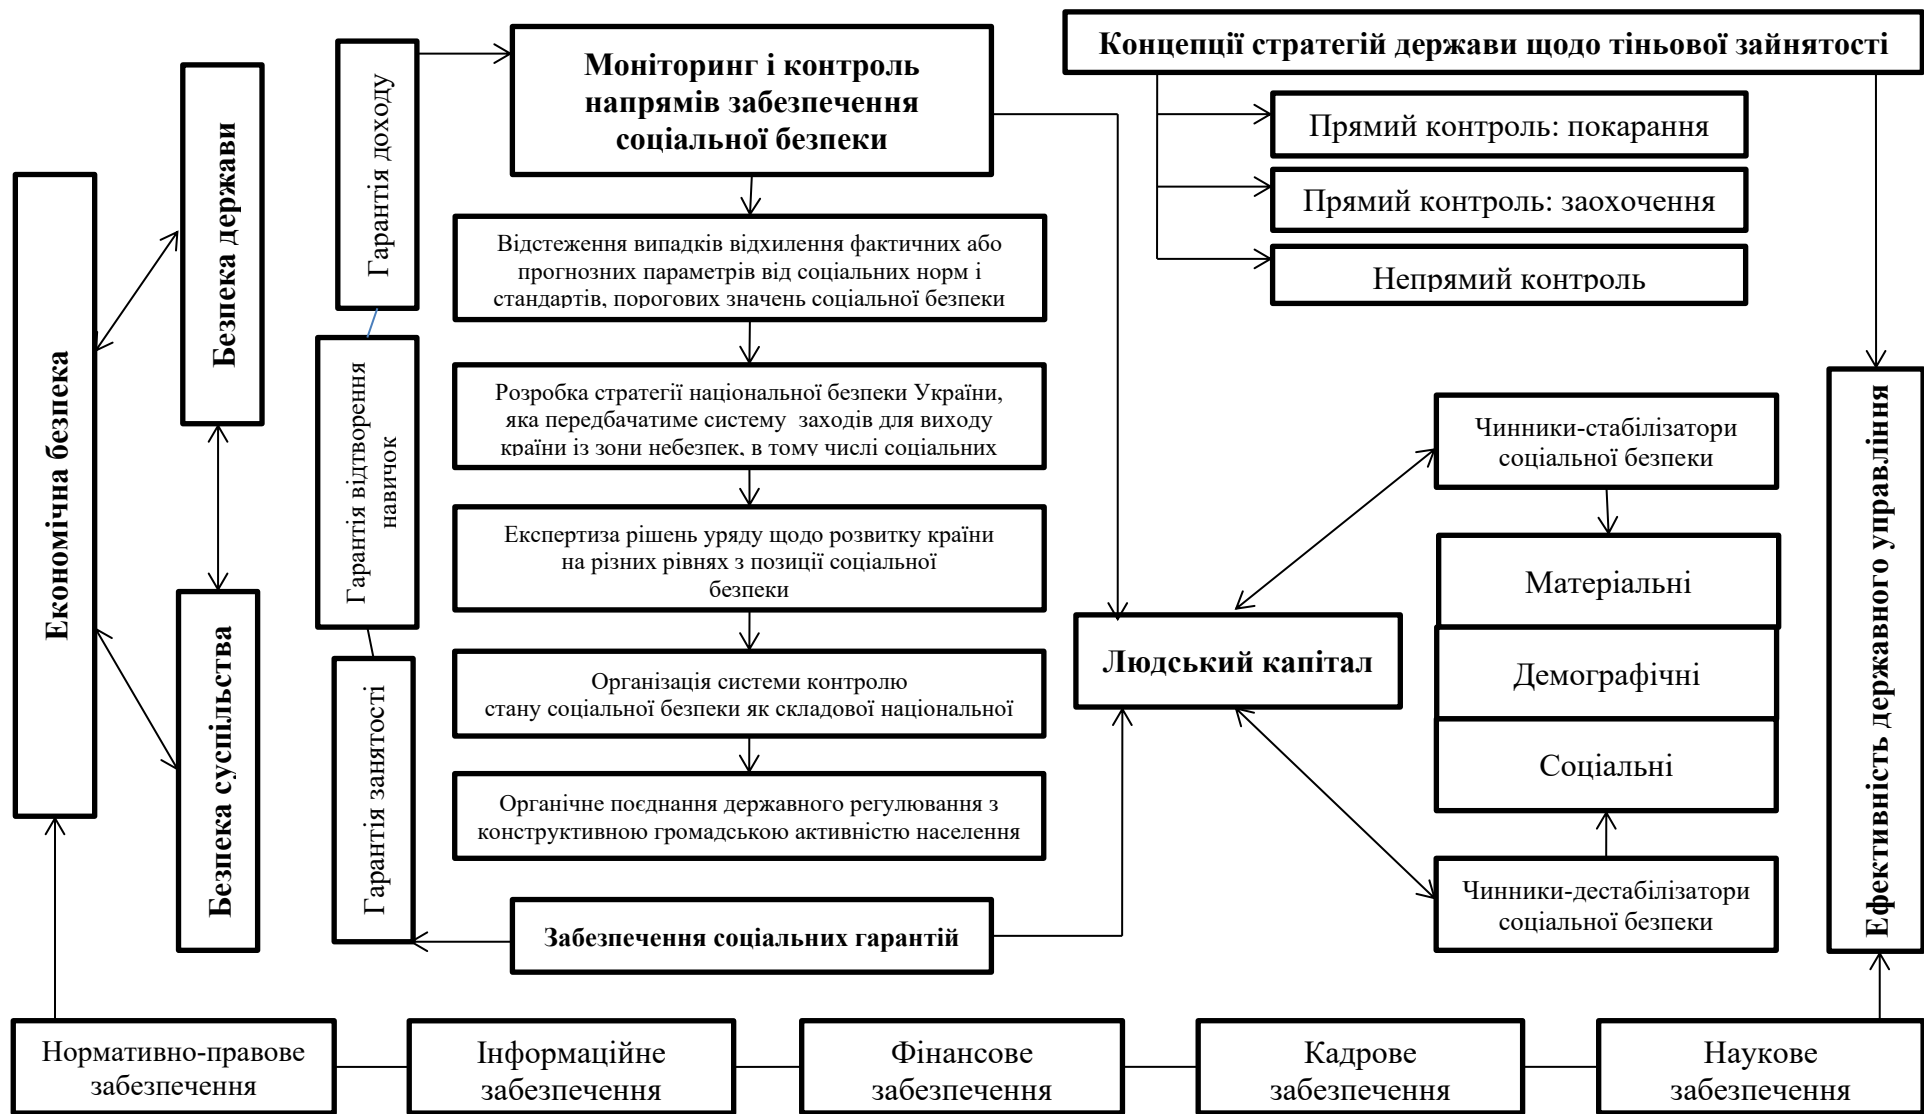 Економічна безпека
Безпека держави
Безпека суспільства
Гарантія доходу
Гарантія відтворення
навичок
Гарантія занятості
Моніторинг і контроль
напрямів забезпечення
соціальної безпеки
Відстеження випадків відхилення фактичних або
прогнозних параметрів від соціальних норм і
стандартів, порогових значень соціальної безпеки
Розробка стратегії національної безпеки України,
яка передбачатиме систему заходів для виходу
країни із зони небезпек, в тому числі соціальних
Експертиза рішень уряду щодо розвитку країни
на різних рівнях з позиції соціальної
безпеки
Організація системи контролю
стану соціальної безпеки як складової національної
Органічне поєднання державного регулювання з
конструктивною громадською активністю населення
Забезпечення соціальних гарантій
Концепції стратегій держави щодо тіньової зайнятості
Прямий контроль: покарання
Прямий контроль: заохочення
Непрямий контроль
Людський капітал
Чинники-стабілізатори
соціальної безпеки
Матеріальні
Демографічні
Соціальні
Чинники-дестабілізатори
соціальної безпеки
Ефективність державного управління
Нормативно-правове
забезпечення
Інформаційне
забезпечення
Фінансове
забезпечення
Кадрове
забезпечення
Наукове
забезпечення